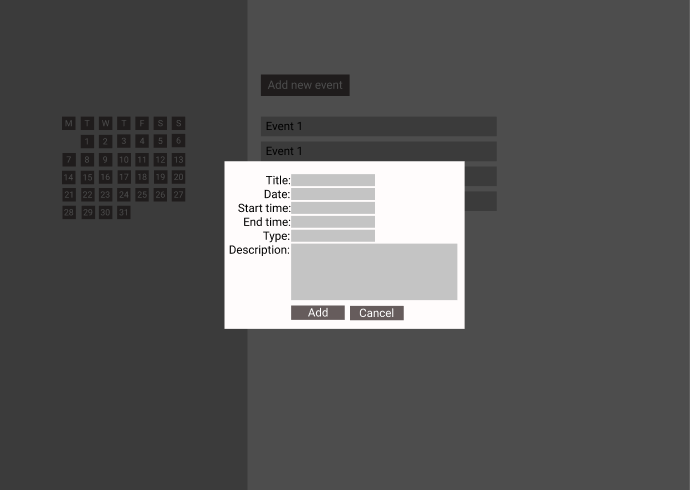 Add new event
M T W T F S S
1 2 3 4 5 6
7 8 9 10 11 12 13
14 15 16 17 18 19 20
21 22 23 24 25 26 27
28 29 30 31
Event 1
Event 1
Title:
Date:
Start time:
End time:
Type:
Description:
Add Cancel